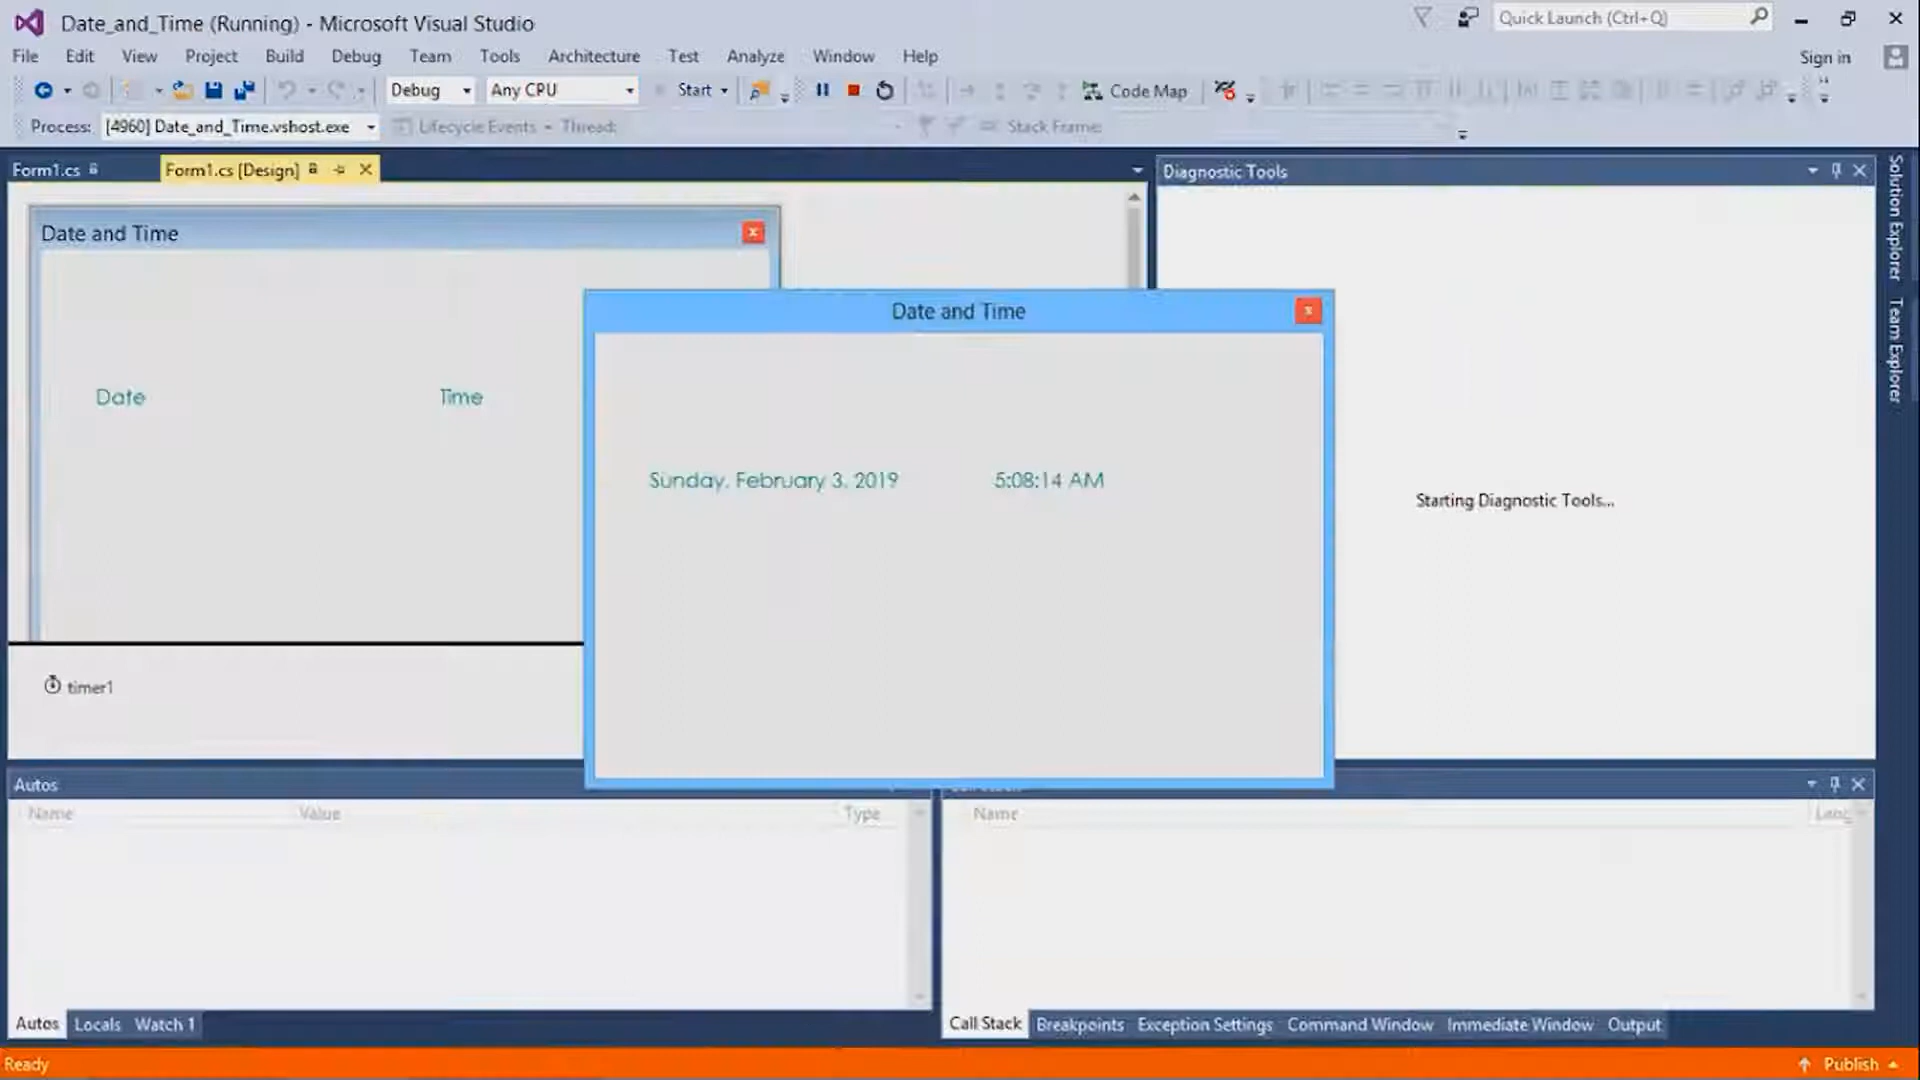 Date_and_Time (Running) - Microsoft Visual Studio
Quick Launch (Ctrl+Q)
File Edit View Project Build Debug Team Tools Architecture Test Analyze Window Help
Sign in
Debug Any CPU Start Code Map
Process: [4960] Date_and_Time.vshost.exe Lifecycle Events Thread: Stack Frame:
Form1.cs Form1.cs [Design]
Diagnostic Tools
Solution Explorer
Team Explorer
Date and Time
Date Time
Date and Time
Sunday, February 3, 2019 5:08:14 AM
Starting Diagnostic Tools...
timer1
Autos
Name Value Type
Name
Autos Locals Watch 1
Call Stack Breakpoints Exception Settings Command Window Immediate Window Output
Ready
Publish